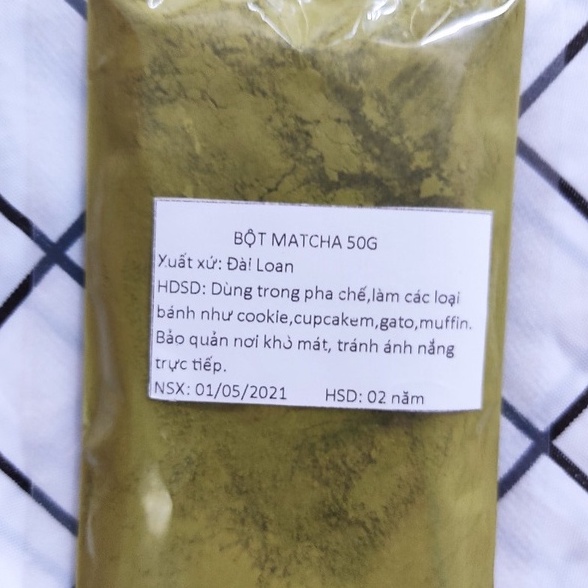 BỘT MATCHA 50G
Xuất xứ: Đài Loan
HDSD: Dùng trong pha chế,làm các loại
bánh như cookie,cupcakem,gato,muffin.
Bảo quản nơi khô mát, tránh ánh nắng
trực tiếp.
NSX: 01/05/2021 HSD: 02 năm